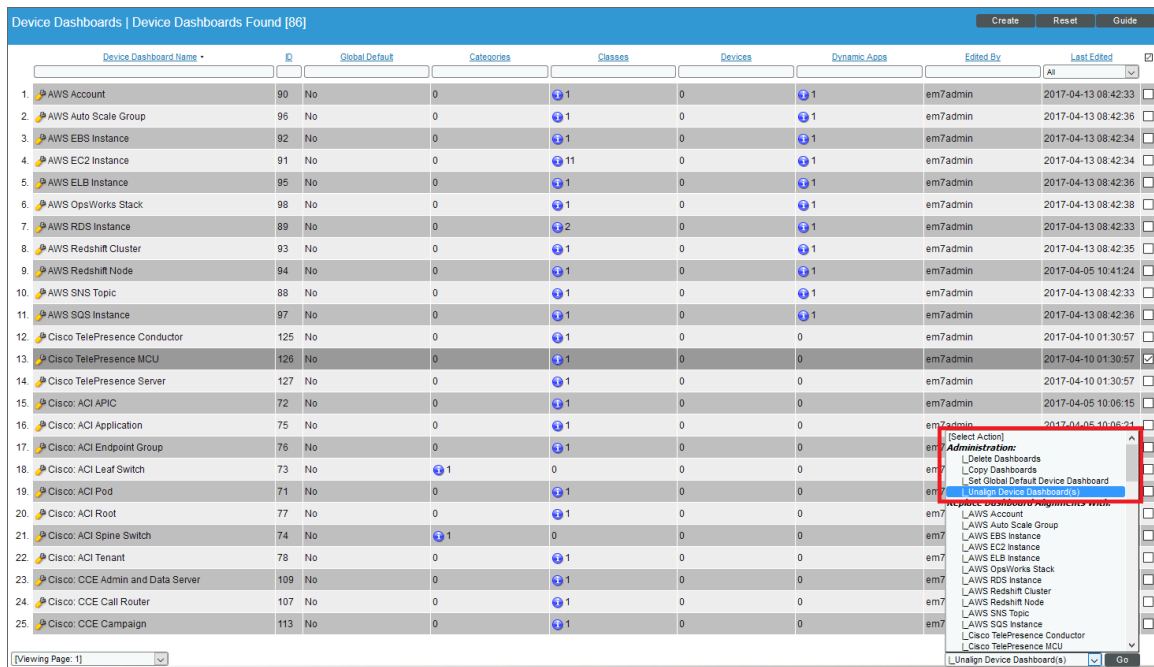 Device Dashboards | Device Dashboards Found [86] Create Reset Guide
Device Dashboard Name • ID Global Default Categories Classes Devices Dynamic Apps Edited By Last Edited
All
1. AWS Account 90 No 0 1 0 1 em7admin 2017-04-13 08:42:33
2. AWS Auto Scale Group 96 No 0 1 0 1 em7admin 2017-04-13 08:42:36
3. AWS EBS Instance 92 No 0 1 0 1 em7admin 2017-04-13 08:42:34
4. AWS EC2 Instance 91 No 0 11 0 1 em7admin 2017-04-13 08:42:34
5. AWS ELB Instance 95 No 0 1 0 1 em7admin 2017-04-13 08:42:36
6. AWS OpsWorks Stack 98 No 0 1 0 1 em7admin 2017-04-13 08:42:38
7. AWS RDS Instance 89 No 0 2 0 1 em7admin 2017-04-13 08:42:33
8. AWS Redshift Cluster 93 No 0 1 0 1 em7admin 2017-04-13 08:42:35
9. AWS Redshift Node 94 No 0 1 0 1 em7admin 2017-04-05 10:41:24
10. AWS SNS Topic 88 No 0 1 0 1 em7admin 2017-04-13 08:42:33
11. AWS SQS Instance 97 No 0 1 0 1 em7admin 2017-04-13 08:42:36
12. Cisco TelePresence Conductor 125 No 0 1 0 0 em7admin 2017-04-10 01:30:57
13. Cisco TelePresence MCU 126 No 0 1 0 0 em7admin 2017-04-10 01:30:57
14. Cisco TelePresence Server 127 No 0 1 0 0 em7admin 2017-04-10 01:30:57
15. Cisco: ACI APIC 72 No 0 1 0 0 em7admin 2017-04-05 10:06:15
16. Cisco: ACI Application 75 No 0 1 0 0 em7admin 2017-04-05 10:06:21
17. Cisco: ACI Endpoint Group 76 No 0 1 0 0 em7
18. Cisco: ACI Leaf Switch 73 No 1 0 0 0 em7
19. Cisco: ACI Pod 71 No 0 1 0 0 em7
20. Cisco: ACI Root 77 No 0 1 0 0 em7
21. Cisco: ACI Spine Switch 74 No 1 0 0 0 em7
22. Cisco: ACI Tenant 78 No 0 1 0 0 em7
23. Cisco: CCE Admin and Data Server 109 No 0 1 0 0 em7
24. Cisco: CCE Call Router 107 No 0 1 0 0 em7
25. Cisco: CCE Campaign 113 No 0 1 0 0 em7
[Select Action]
Administration:
Delete Dashboards
Copy Dashboards
Set Global Default Device Dashboard
Unalign Device Dashboard(s)
Replace Dashboard Alignments With:
AWS Account
AWS Auto Scale Group
AWS EBS Instance
AWS EC2 Instance
AWS ELB Instance
AWS OpsWorks Stack
AWS RDS Instance
AWS Redshift Cluster
AWS Redshift Node
AWS SNS Topic
AWS SQS Instance
Cisco TelePresence Conductor
Cisco TelePresence MCU
[Viewing Page: 1] Unalign Device Dashboard(s) Go